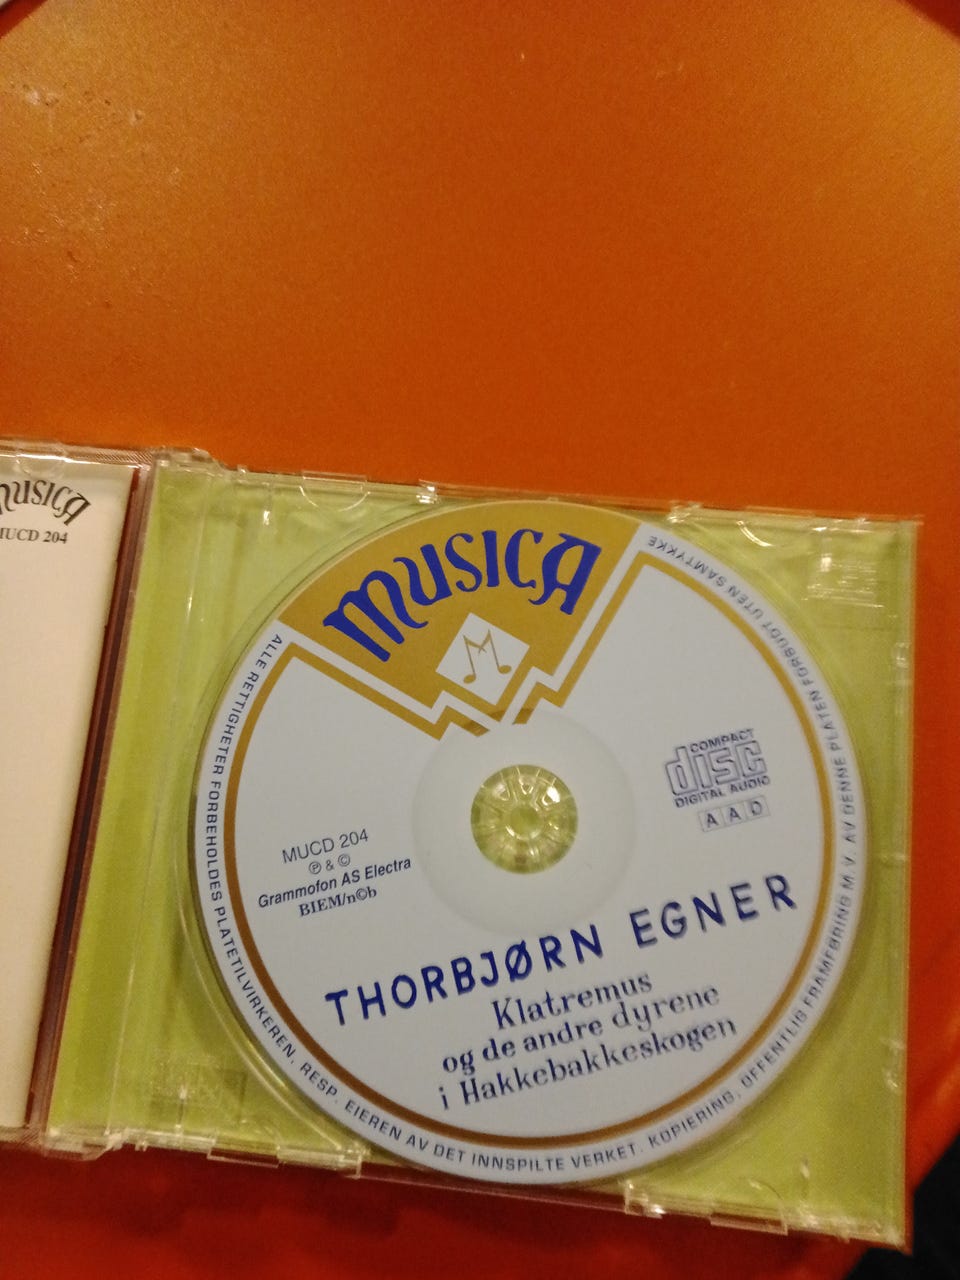 MUSICA
MUCD 204
MUSICA
ALLE RETTIGHETER FORBEHOLDES PLATETILVIRKEREN, RESP. EIEREN AV DET INNSPILTE VERKET. KOPIERING, OFFENTLIG FRAMFØRING M.V. AV DENNE PLATEN FORBUDT UTEN SAMTYKKE
COMPACT
disc
DIGITAL AUDIO
AAD
MUCD 204
℗ & ©
Grammofon AS Electra
BIEM/n©b
THORBJØRN EGNER
Klatremus
og de andre dyrene
i Hakkebakkeskogen